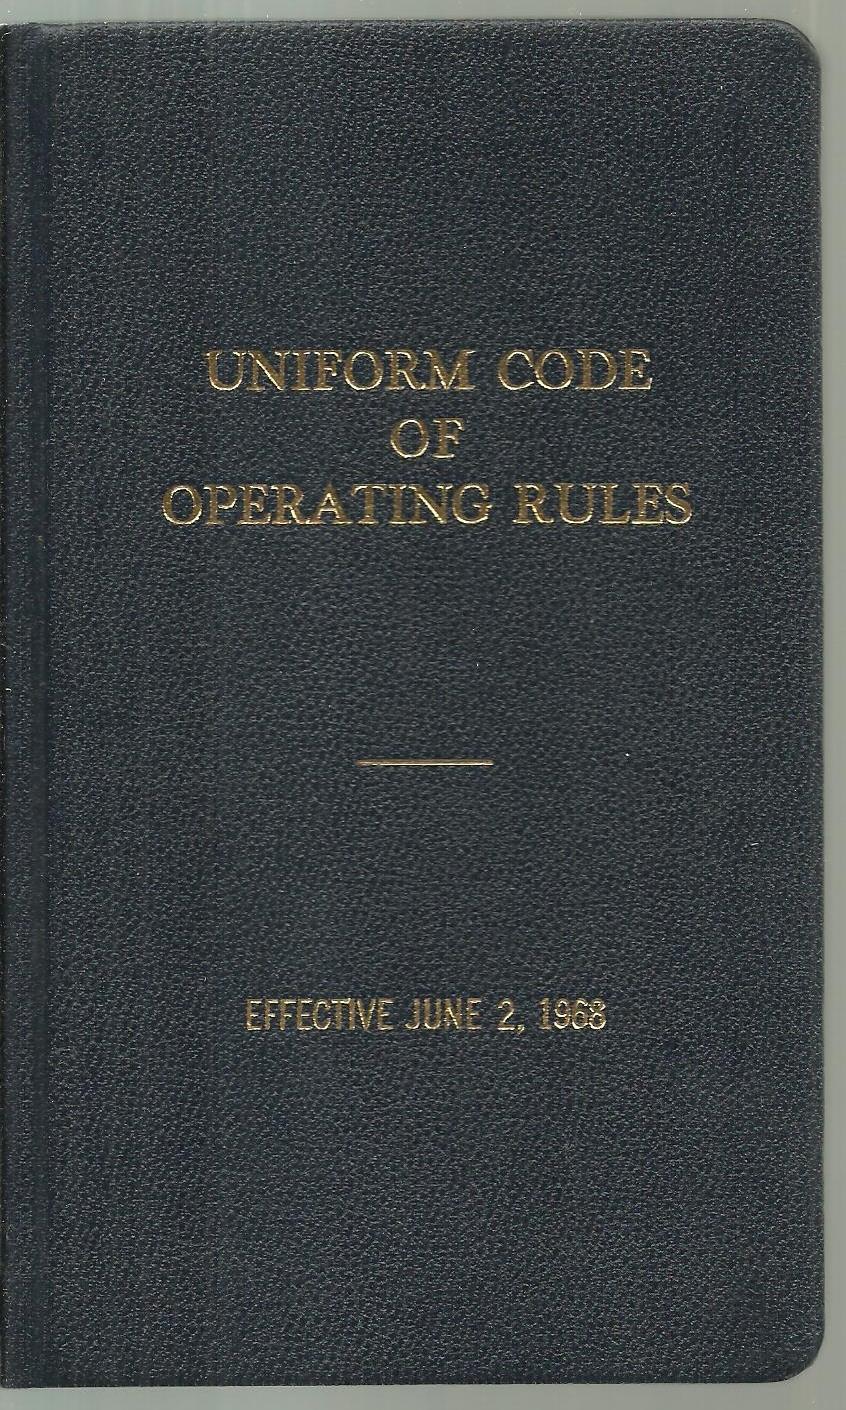 UNIFORM CODE
OF
OPERATING RULES
EFFECTIVE JUNE 2, 1968